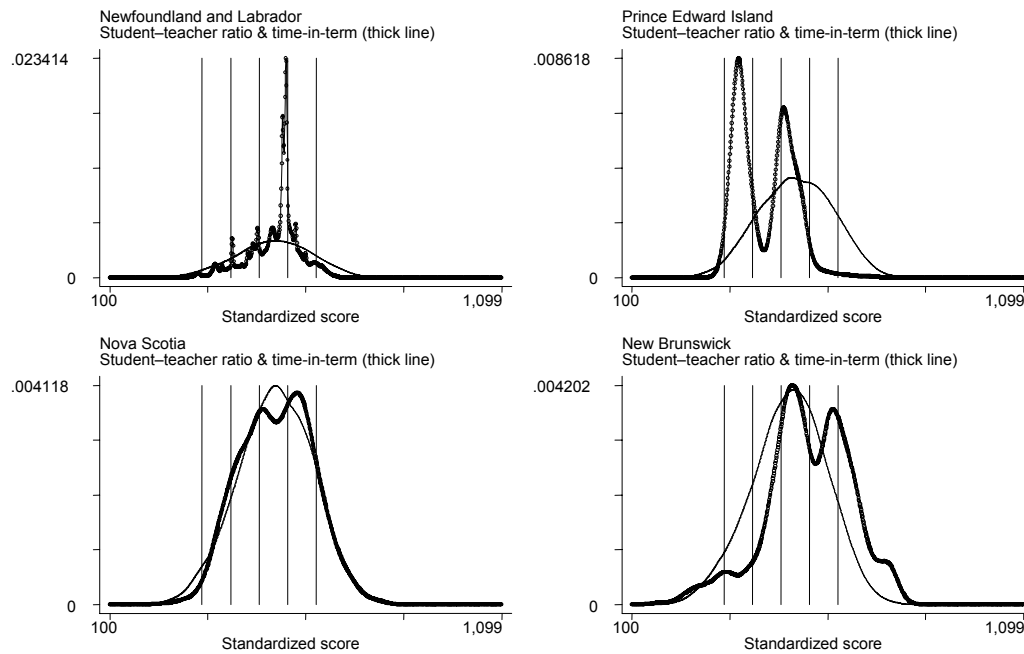 Newfoundland and Labrador
Student–teacher ratio & time-in-term (thick line)
.023414
0
100
1,099
Standardized score
Prince Edward Island
Student–teacher ratio & time-in-term (thick line)
.008618
0
100
1,099
Standardized score
Nova Scotia
Student–teacher ratio & time-in-term (thick line)
.004118
0
100
1,099
Standardized score
New Brunswick
Student–teacher ratio & time-in-term (thick line)
.004202
0
100
1,099
Standardized score